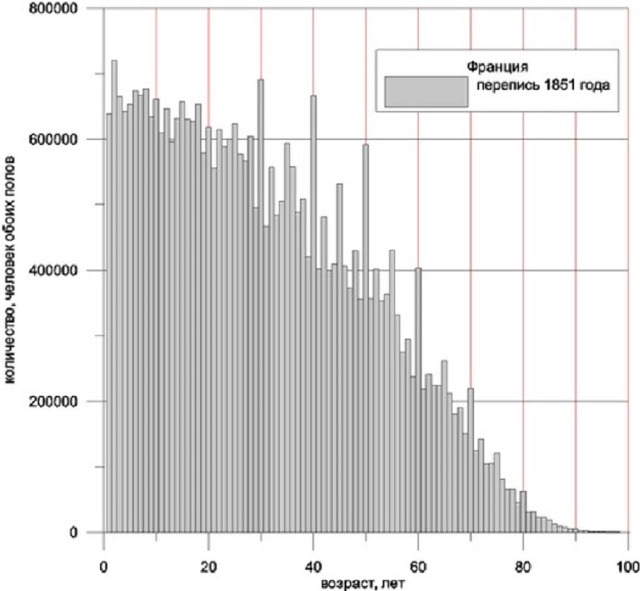 800000
600000
400000
200000
0
количество, человек обоих полов
Франция
перепись 1851 года
0 20 40 60 80 100
возраст, лет